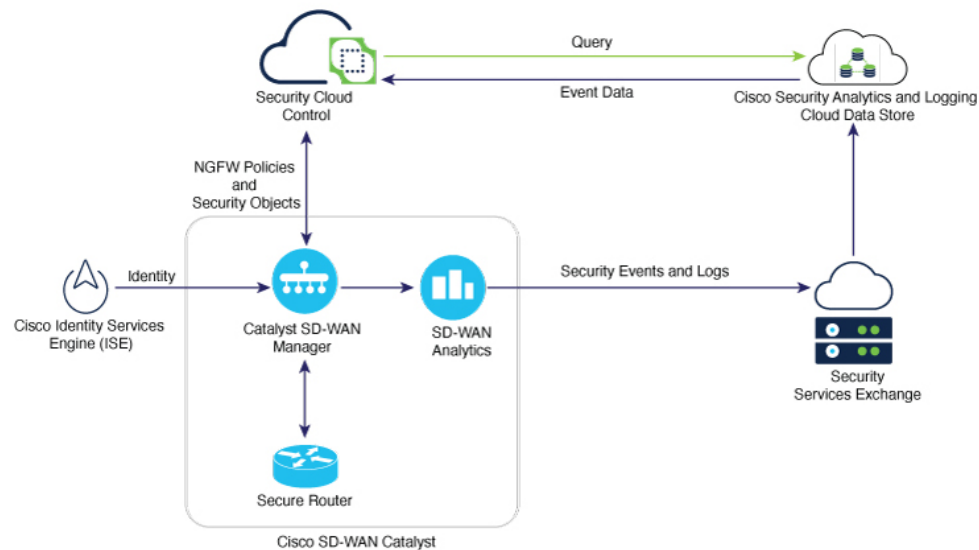 Query
Event Data
Security Cloud
Control
Cisco Security Analytics and Logging
Cloud Data Store
NGFW Policies
and
Security Objects
Identity
Cisco Identity Services
Engine (ISE)
Catalyst SD-WAN
Manager
SD-WAN
Analytics
Security Events and Logs
Security
Services Exchange
Secure Router
Cisco SD-WAN Catalyst